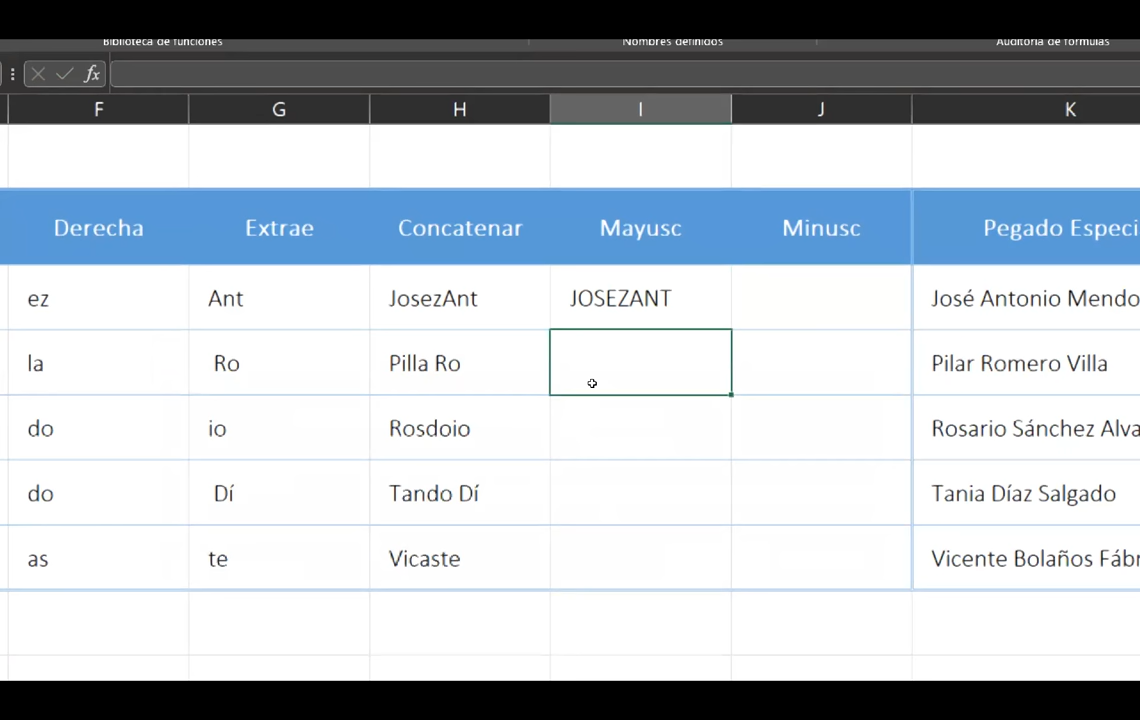 Biblioteca de funciones Nombres definidos Auditoría de fórmulas
fx
F G H I J K
Derecha Extrae Concatenar Mayusc Minusc Pegado Especi
ez Ant JosezAnt JOSEZANT José Antonio Mendo
la Ro Pilla Ro Pilar Romero Villa
do io Rosdoio Rosario Sánchez Alva
do Dí Tando Dí Tania Díaz Salgado
as te Vicaste Vicente Bolaños Fábr